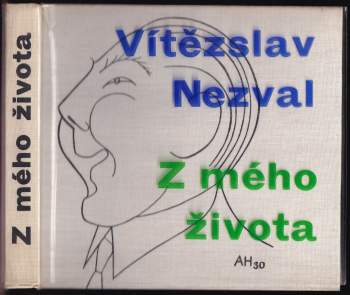 Z mého života
Vítězslav
Nezval
Z mého
života
AH30